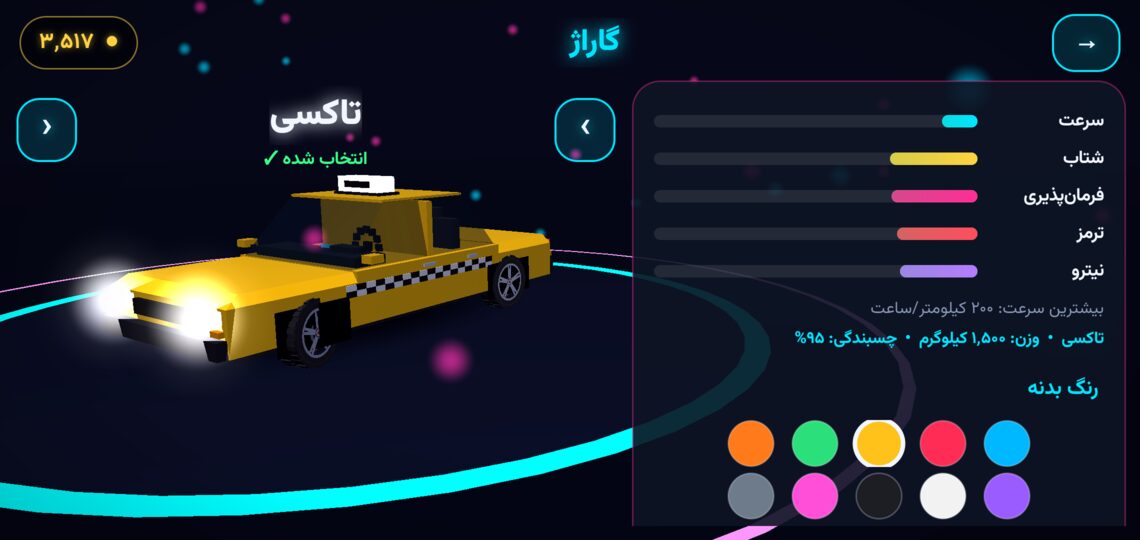 گاراژ
→
۳,۵۱۷
‹
›
تاکسی
انتخاب شده ✓
سرعت
شتاب
فرمان‌پذیری
ترمز
نیترو
بیشترین سرعت: ۲۰۰ کیلومتر/ساعت
تاکسی • وزن: ۱,۵۰۰ کیلوگرم • چسبندگی: ۹۵%
رنگ بدنه